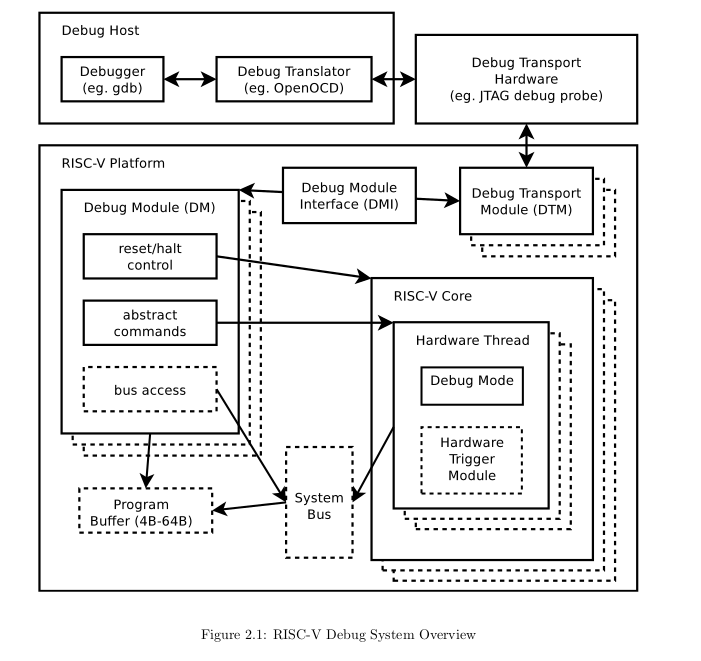 Debug Host
Debugger
(eg. gdb)
Debug Translator
(eg. OpenOCD)
Debug Transport
Hardware
(eg. JTAG debug probe)
RISC-V Platform
Debug Module (DM)
Debug Module
Interface (DMI)
Debug Transport
Module (DTM)
reset/halt
control
RISC-V Core
abstract
commands
Hardware Thread
Debug Mode
bus access
Hardware
Trigger
Module
Program
Buffer (4B-64B)
System
Bus
Figure 2.1: RISC-V Debug System Overview